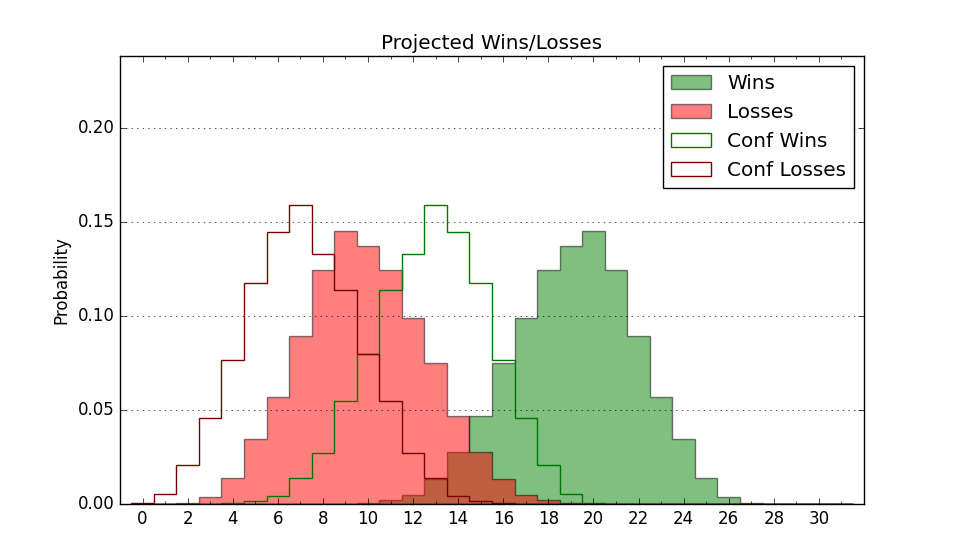 Projected Wins/Losses
Wins
Losses
Conf Wins
Conf Losses
Probability
0.20
0.15
0.10
0.05
0.00
0 2 4 6 8 10 12 14 16 18 20 22 24 26 28 30